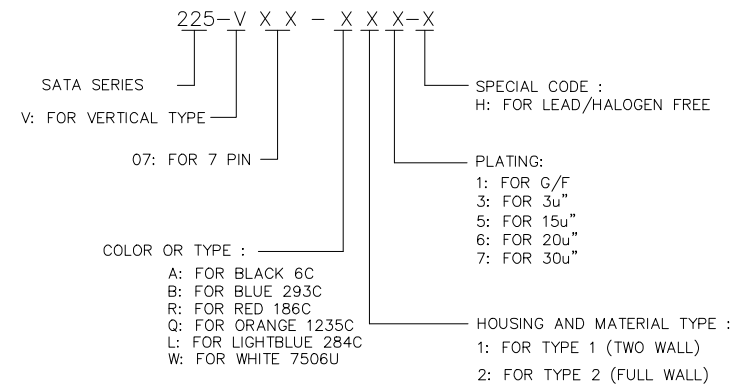 225-V X X - X X X-X
SATA SERIES
V: FOR VERTICAL TYPE
07: FOR 7 PIN
COLOR OR TYPE :
A: FOR BLACK 6C
B: FOR BLUE 293C
R: FOR RED 186C
Q: FOR ORANGE 1235C
L: FOR LIGHTBLUE 284C
W: FOR WHITE 7506U
SPECIAL CODE :
H: FOR LEAD/HALOGEN FREE
PLATING:
1: FOR G/F
3: FOR 3u"
5: FOR 15u"
6: FOR 20u"
7: FOR 30u"
HOUSING AND MATERIAL TYPE :
1: FOR TYPE 1 (TWO WALL)
2: FOR TYPE 2 (FULL WALL)